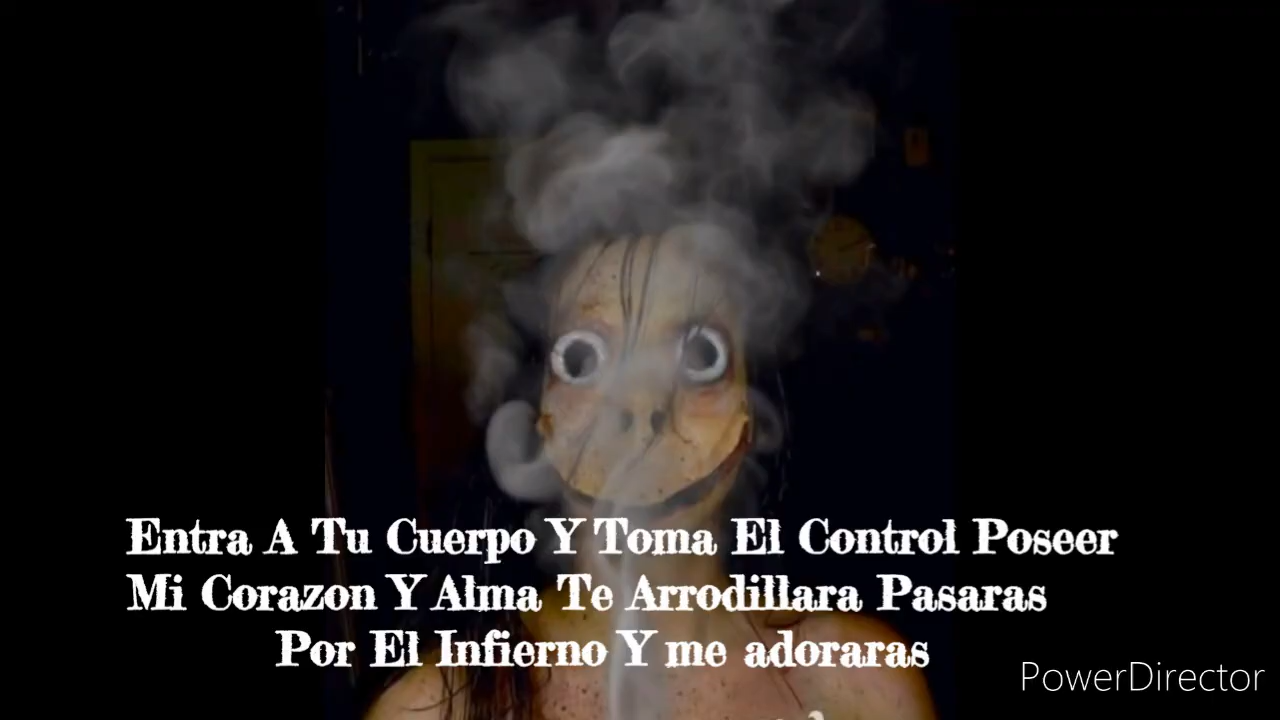 Entra A Tu Cuerpo Y Toma El Control Poseer
Mi Corazon Y Alma Te Arrodillara Pasaras
Por El Infierno Y me adoraras
PowerDirector